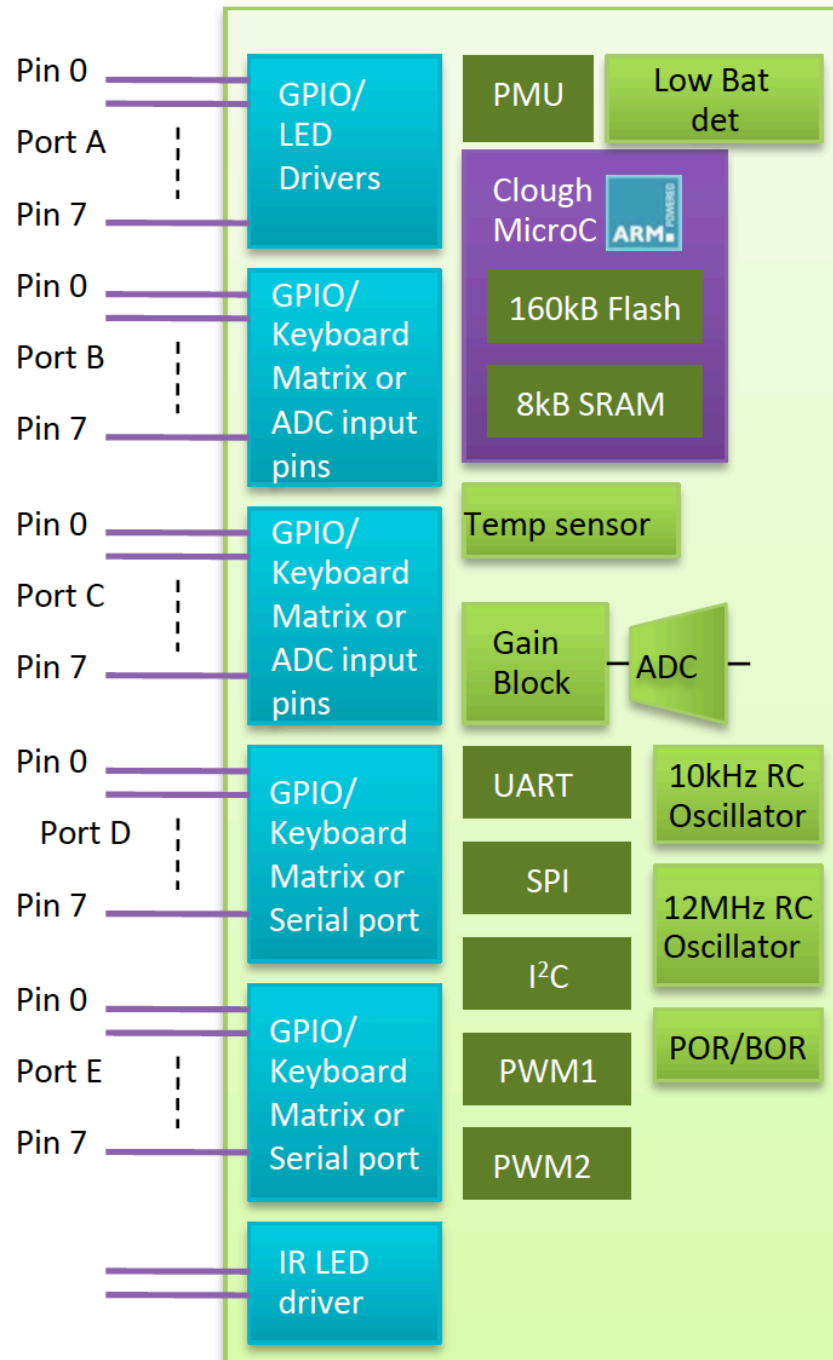 Pin 0
Port A
Pin 7
GPIO/
LED
Drivers
PMU
Low Bat
det
Clough
MicroC
ARM
POWERED
160kB Flash
8kB SRAM
Pin 0
Port B
Pin 7
GPIO/
Keyboard
Matrix or
ADC input
pins
Temp sensor
Pin 0
Port C
Pin 7
GPIO/
Keyboard
Matrix or
ADC input
pins
Gain
Block
ADC
Pin 0
Port D
Pin 7
GPIO/
Keyboard
Matrix or
Serial port
UART
10kHz RC
Oscillator
SPI
12MHz RC
Oscillator
I²C
Pin 0
Port E
Pin 7
GPIO/
Keyboard
Matrix or
Serial port
POR/BOR
PWM1
PWM2
IR LED
driver